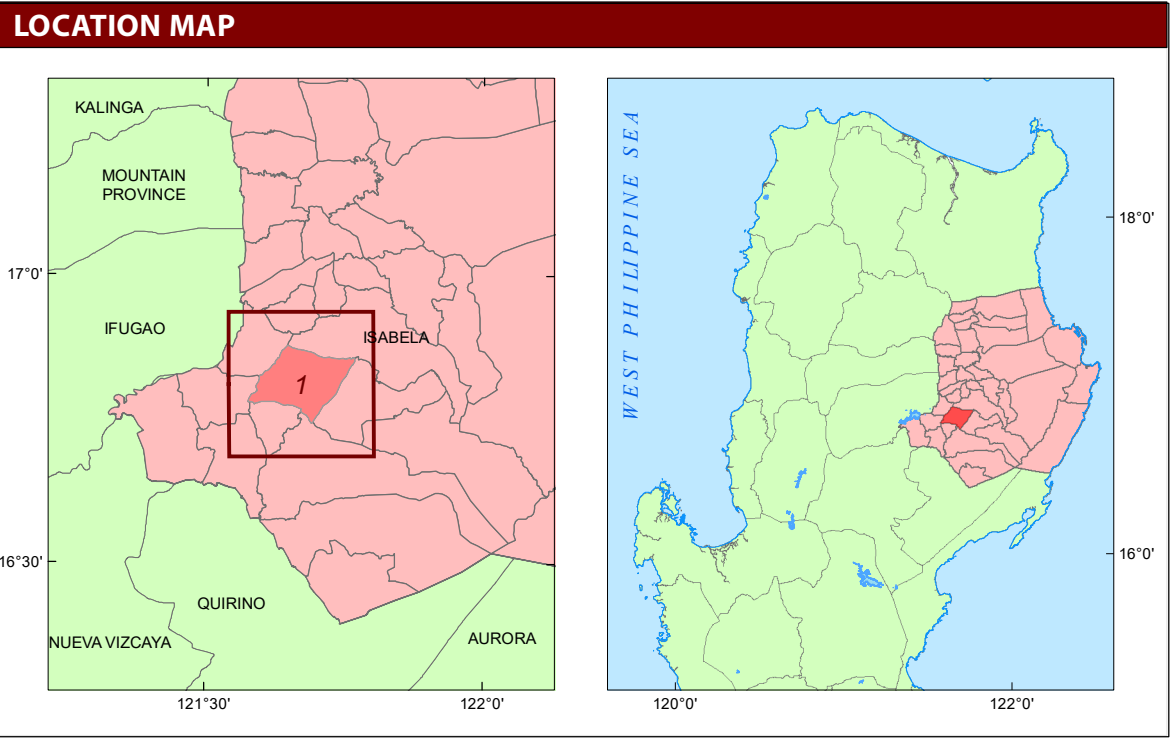 LOCATION MAP
KALINGA
MOUNTAIN
PROVINCE
17°0'
IFUGAO
ISABELA
1
16°30'
QUIRINO
NUEVA VIZCAYA
AURORA
121°30'
122°0'
WEST PHILIPPINE SEA
18°0'
16°0'
120°0'
122°0'